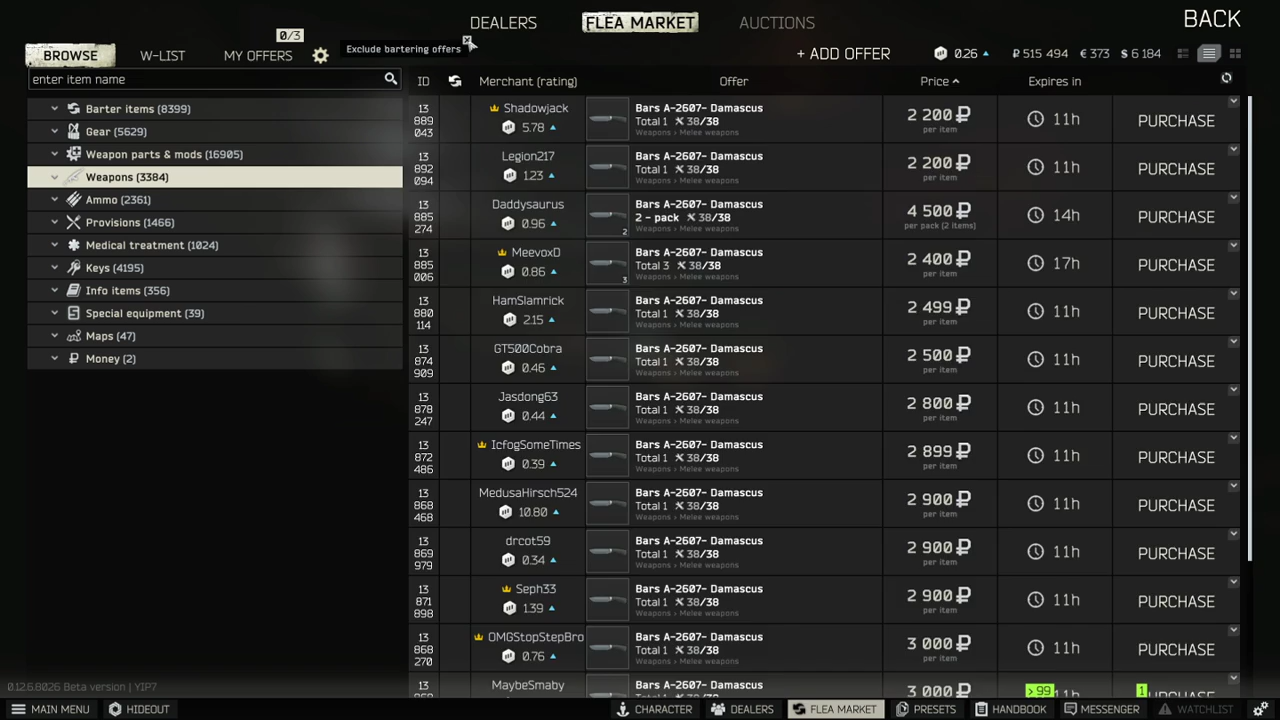 DEALERS FLEA MARKET AUCTIONS BACK
0/3
BROWSE W-LIST MY OFFERS Exclude bartering offers + ADD OFFER 0.26 ₽ 515 494 € 373 $ 6 184
enter item name
ID Merchant (rating) Offer Price Expires in
Barter items (8399)
Gear (5629)
Weapon parts & mods (16905)
Weapons (3384)
Ammo (2361)
Provisions (1466)
Medical treatment (1024)
Keys (4195)
Info items (356)
Special equipment (39)
Maps (47)
Money (2)
13 889 043 Shadowjack 5.78 Bars A-2607- Damascus 2 200 ₽ 11h PURCHASE
Total 1 38/38 per item
Weapons > Melee weapons
13 892 094 Legion217 1.23 Bars A-2607- Damascus 2 200 ₽ 11h PURCHASE
Total 1 38/38 per item
Weapons > Melee weapons
13 885 274 Daddysaurus 0.96 Bars A-2607- Damascus 4 500 ₽ 14h PURCHASE
2 - pack 38/38 per pack (2 items)
2 Weapons > Melee weapons
13 885 006 MeevoxD 0.86 Bars A-2607- Damascus 2 400 ₽ 17h PURCHASE
Total 3 38/38 per item
3 Weapons > Melee weapons
13 880 114 HamSlamrick 2.15 Bars A-2607- Damascus 2 499 ₽ 11h PURCHASE
Total 1 38/38 per item
Weapons > Melee weapons
13 874 909 GT500Cobra 0.46 Bars A-2607- Damascus 2 500 ₽ 11h PURCHASE
Total 1 38/38 per item
Weapons > Melee weapons
13 878 247 Jasdong63 0.44 Bars A-2607- Damascus 2 800 ₽ 11h PURCHASE
Total 1 38/38 per item
Weapons > Melee weapons
13 872 486 IcfogSomeTimes 0.39 Bars A-2607- Damascus 2 899 ₽ 11h PURCHASE
Total 1 38/38 per item
Weapons > Melee weapons
13 868 468 MedusaHirsch524 10.80 Bars A-2607- Damascus 2 900 ₽ 11h PURCHASE
Total 1 38/38 per item
Weapons > Melee weapons
13 869 979 drcot59 0.34 Bars A-2607- Damascus 2 900 ₽ 11h PURCHASE
Total 1 38/38 per item
Weapons > Melee weapons
13 871 898 Seph33 1.39 Bars A-2607- Damascus 2 900 ₽ 11h PURCHASE
Total 1 38/38 per item
Weapons > Melee weapons
13 868 270 OMGStopStepBro 0.76 Bars A-2607- Damascus 3 000 ₽ 11h PURCHASE
Total 1 38/38 per item
Weapons > Melee weapons
13 MaybeSmaby Bars A-2607- Damascus 3 000 ₽ >99 11h 1 PURCHASE
0.12.6.8026 Beta version | YIP7
MAIN MENU HIDEOUT CHARACTER DEALERS FLEA MARKET PRESETS HANDBOOK MESSENGER WATCHLIST